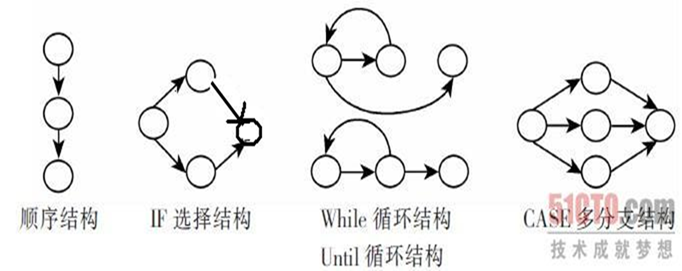 顺序结构
IF 选择结构
While 循环结构
Until 循环结构
CASE 多分支结构
51CTO.com
技术成就梦想